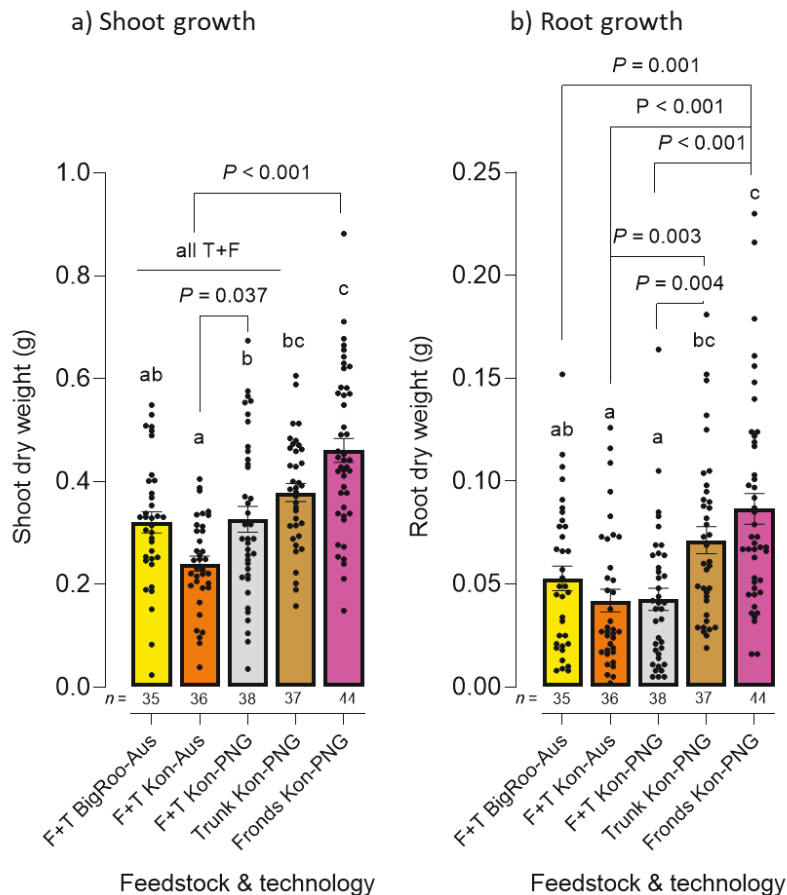 a) Shoot growth
P < 0.001
1.0
all T+F
0.8
P = 0.037
c
bc
b
0.6
ab
a
0.4
0.2
0.0
Shoot dry weight (g)
n = 35 36 38 37 44
F+T BigRoo-Aus
F+T Kon-Aus
F+T Kon-PNG
Trunk Kon-PNG
Fronds Kon-PNG
Feedstock & technology
b) Root growth
P = 0.001
P < 0.001
P < 0.001
0.25
c
P = 0.003
0.20
P = 0.004
bc
0.15
ab
a
a
0.10
0.05
0.00
Root dry weight (g)
n = 35 36 38 37 44
F+T BigRoo-Aus
F+T Kon-Aus
F+T Kon-PNG
Trunk Kon-PNG
Fronds Kon-PNG
Feedstock & technology